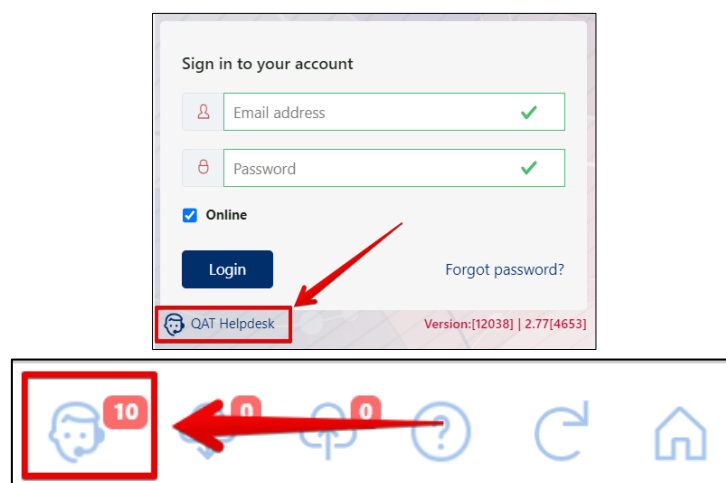 Sign in to your account
Email address
Password
Online
Login Forgot password?
QAT Helpdesk Version:[12038] | 2.77[4653]
10 0 0 ?